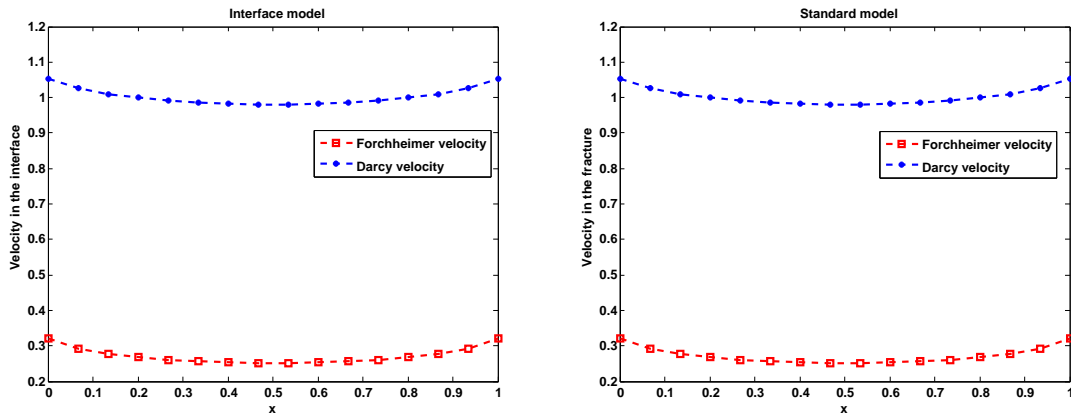 Interface model
1.2
1.1
1
0.9
0.8
0.7
0.6
0.5
0.4
0.3
0.2
Velocity in the interface
Forchheimer velocity
Darcy velocity
0 0.1 0.2 0.3 0.4 0.5 0.6 0.7 0.8 0.9 1
x
Standard model
1.2
1.1
1
0.9
0.8
0.7
0.6
0.5
0.4
0.3
0.2
Velocity in the fracture
Forchheimer velocity
Darcy velocity
0 0.1 0.2 0.3 0.4 0.5 0.6 0.7 0.8 0.9 1
x